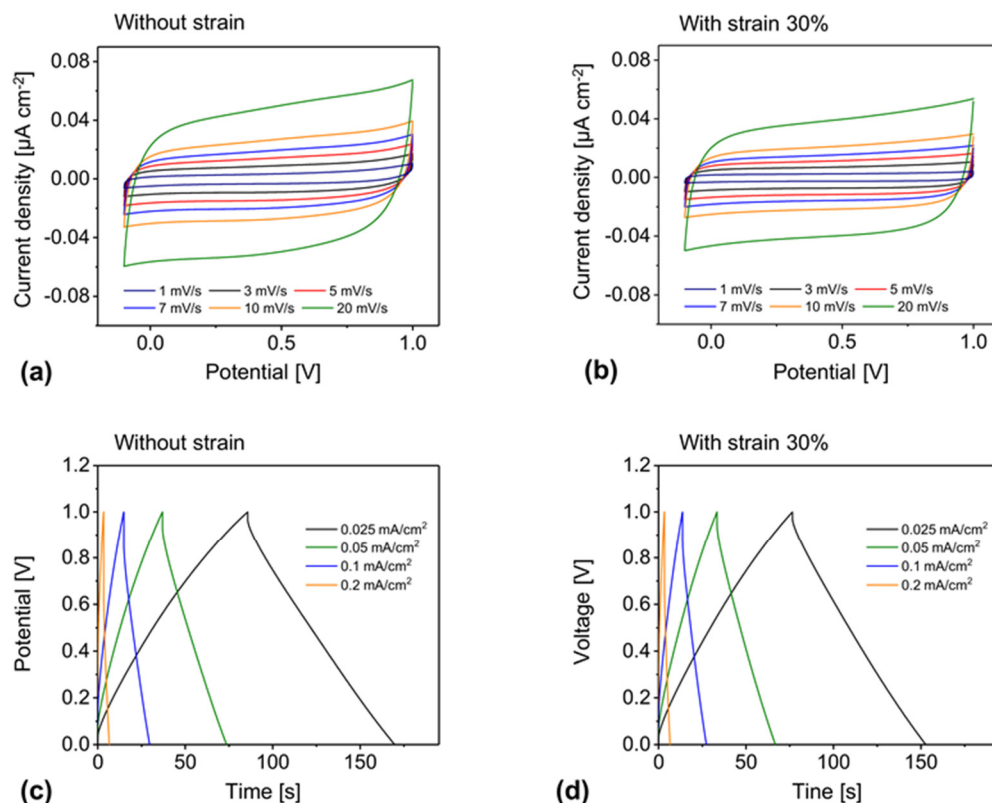 Without strain
0.08
0.04
0.00
-0.04
-0.08
Current density [µA cm-2]
1 mV/s 3 mV/s 5 mV/s
7 mV/s 10 mV/s 20 mV/s
0.0 0.5 1.0
(a) Potential [V]
With strain 30%
0.08
0.04
0.00
-0.04
-0.08
Current density [µA cm-2]
1 mV/s 3 mV/s 5 mV/s
7 mV/s 10 mV/s 20 mV/s
0.0 0.5 1.0
(b) Potential [V]
Without strain
1.2
1.0
0.8
0.6
0.4
0.2
0.0
Potential [V]
0.025 mA/cm2
0.05 mA/cm2
0.1 mA/cm2
0.2 mA/cm2
0 50 100 150
(c) Time [s]
With strain 30%
1.2
1.0
0.8
0.6
0.4
0.2
0.0
Voltage [V]
0.025 mA/cm2
0.05 mA/cm2
0.1 mA/cm2
0.2 mA/cm2
0 50 100 150
(d) Tine [s]